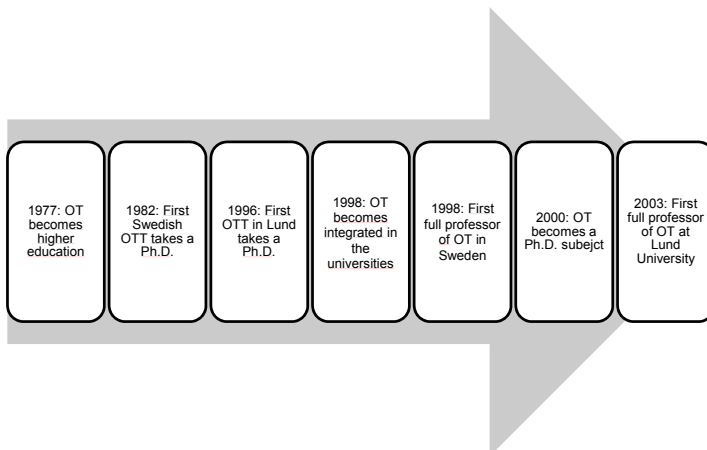 1977: OT
becomes
higher
education
1982: First
Swedish
OTT takes a
Ph.D.
1996: First
OTT in Lund
takes a
Ph.D.
1998: OT
becomes
integrated in
the
universities
1998: First
full professor
of OT in
Sweden
2000: OT
becomes a
Ph.D. subejct
2003: First
full professor
of OT at
Lund
University